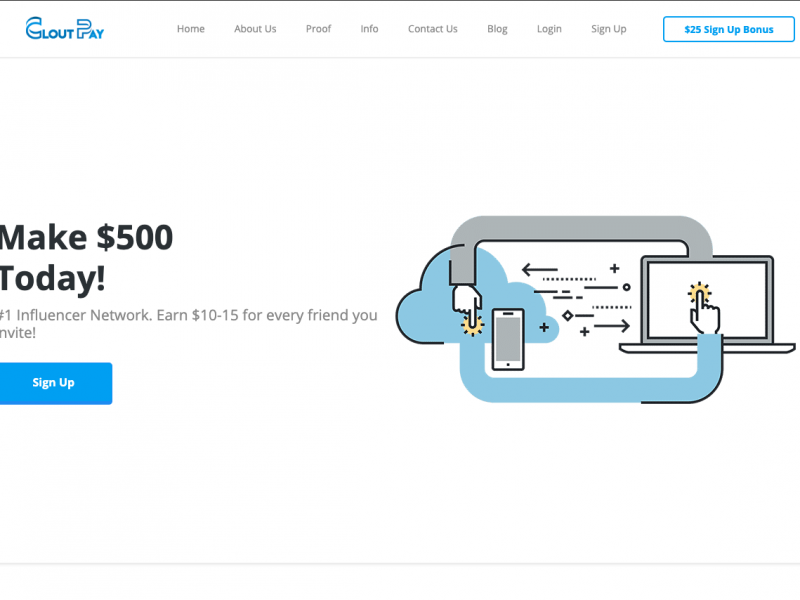 Clout Pay
Home
About Us
Proof
Info
Contact Us
Blog
Login
Sign Up
$25 Sign Up Bonus
Make $500
Today!
#1 Influencer Network. Earn $10-15 for every friend you
invite!
Sign Up